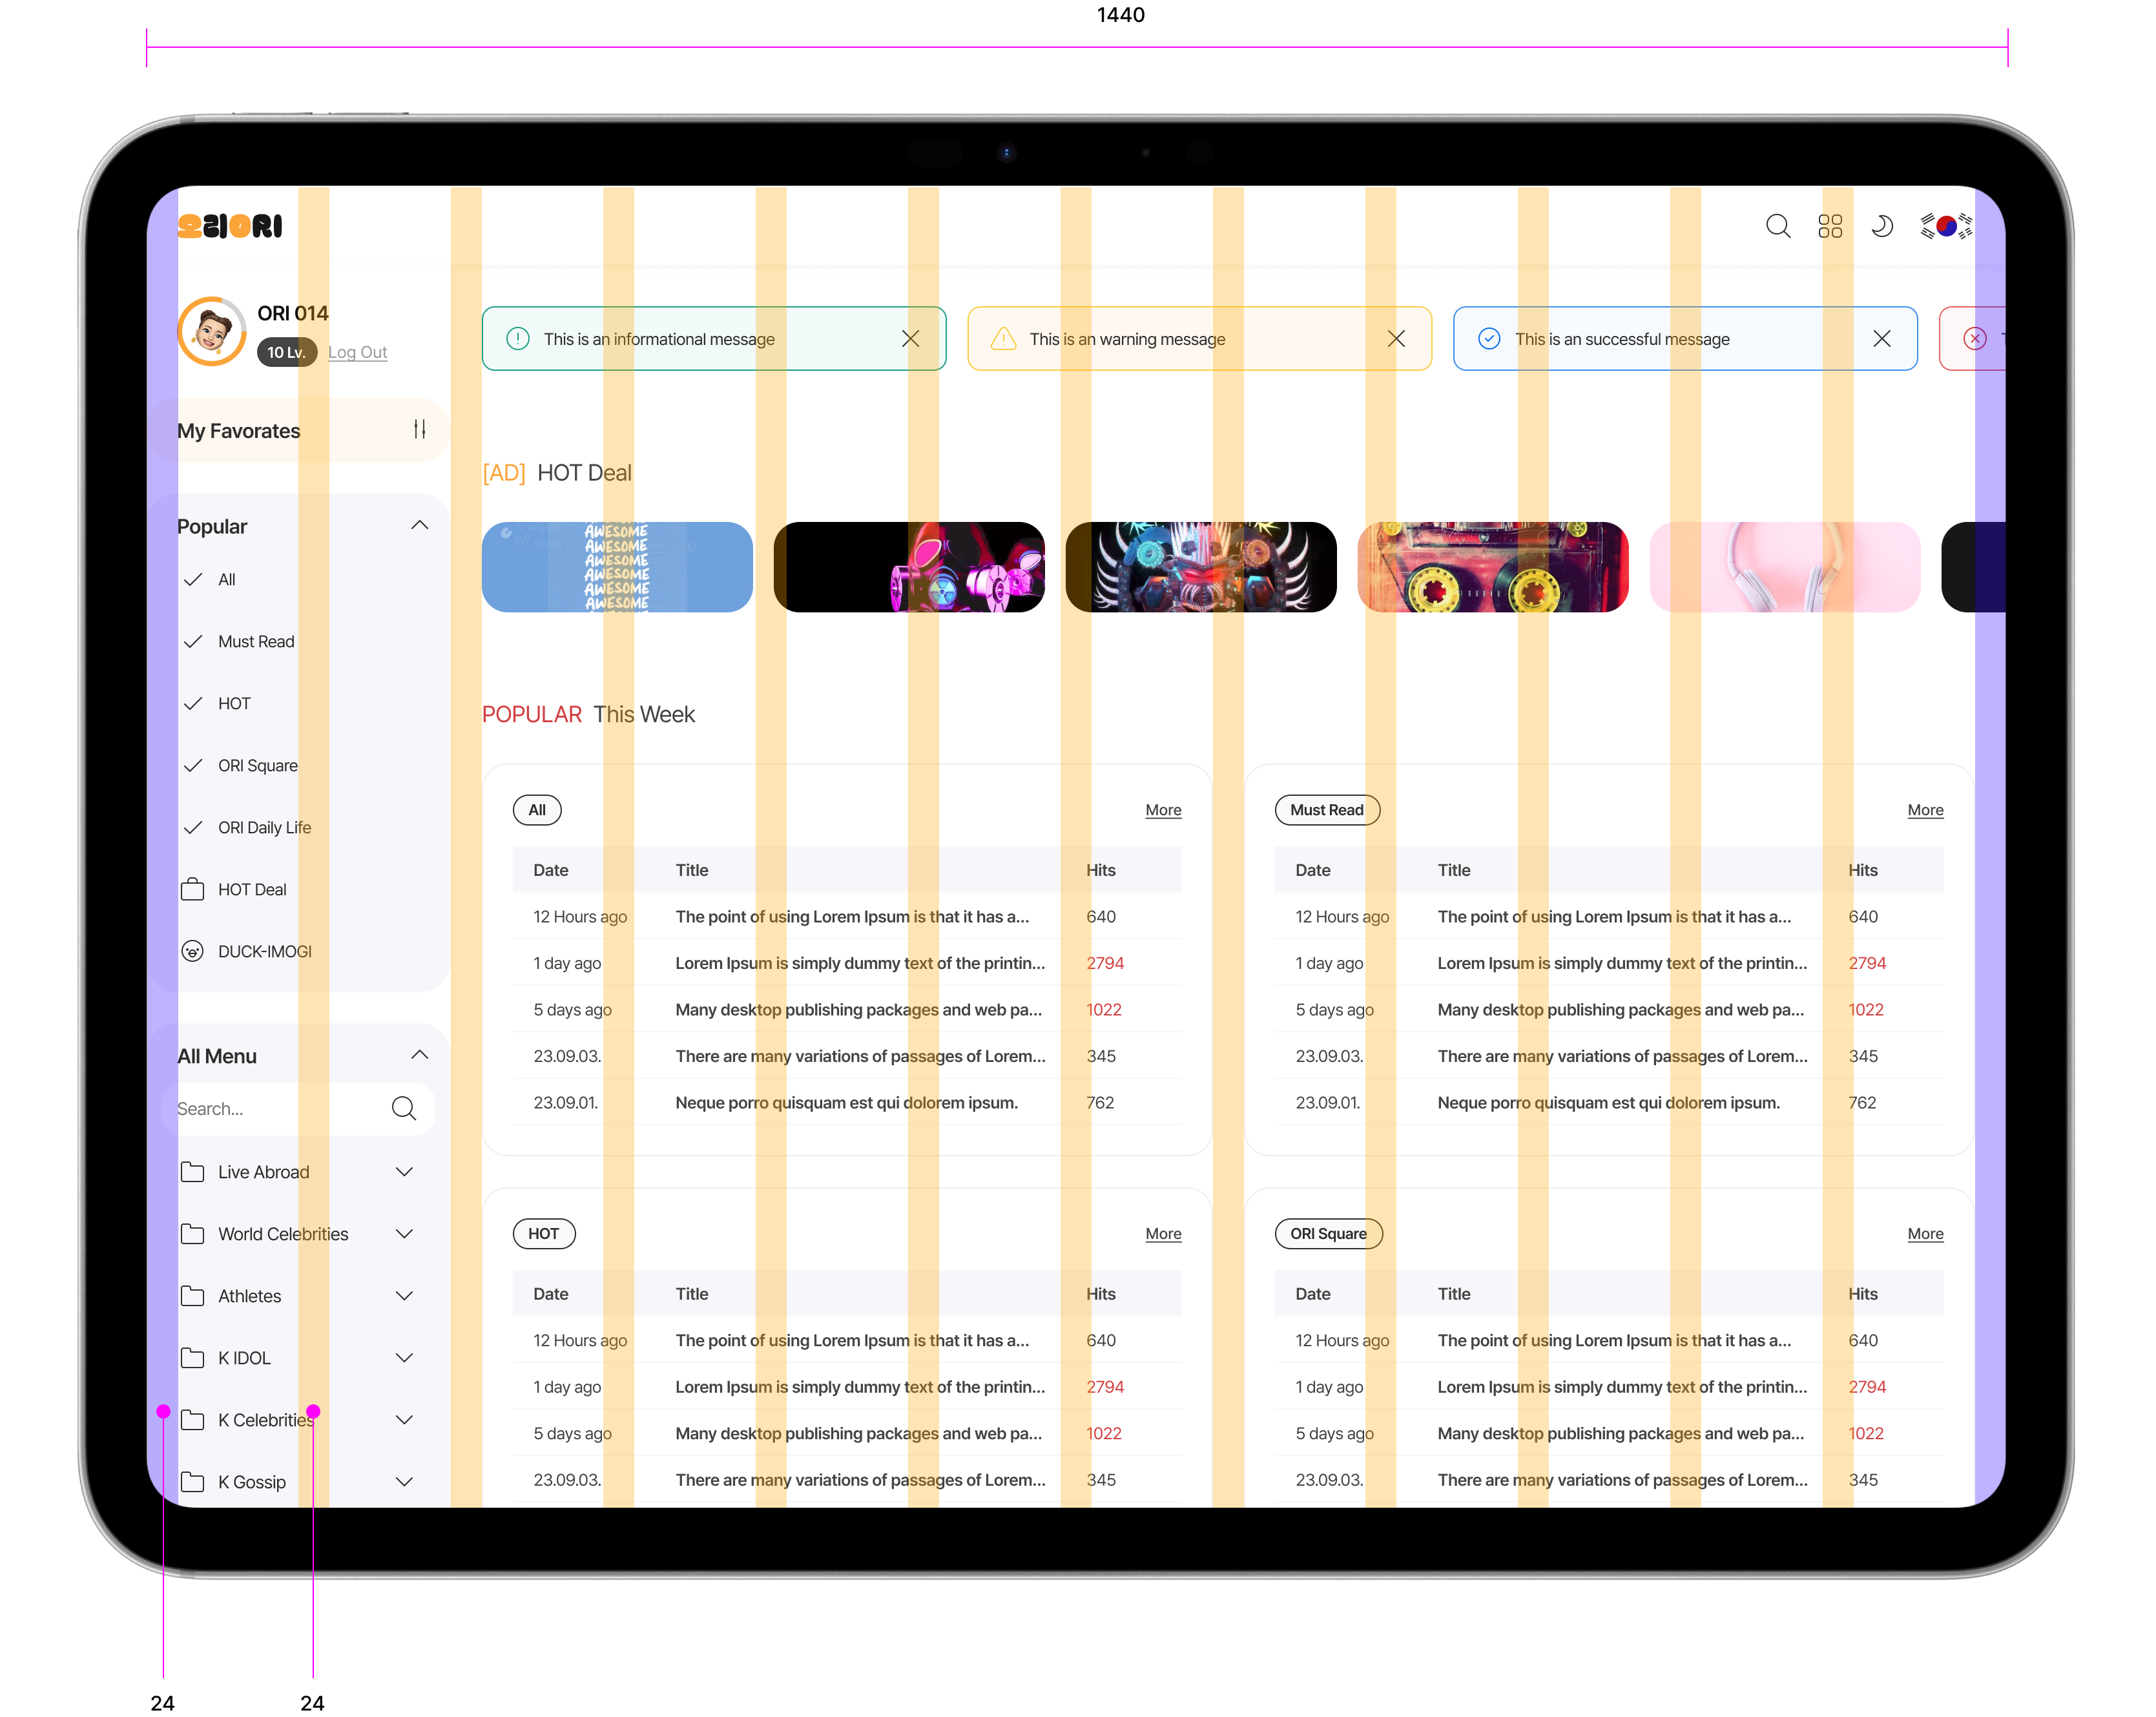 1440
오리ORI
ORI 014
10 Lv. Log Out
My Favorates
Popular
All
Must Read
HOT
ORI Square
ORI Daily Life
HOT Deal
DUCK-IMOGI
All Menu
Search...
Live Abroad
World Celebrities
Athletes
K IDOL
K Celebrities
K Gossip
This is an informational message
This is an warning message
This is an successful message
[AD] HOT Deal
AWESOME
AWESOME
AWESOME
AWESOME
AWESOME
AWESOME
POPULAR This Week
All More
Date Title Hits
12 Hours ago The point of using Lorem Ipsum is that it has a... 640
1 day ago Lorem Ipsum is simply dummy text of the printin... 2794
5 days ago Many desktop publishing packages and web pa... 1022
23.09.03. There are many variations of passages of Lorem... 345
23.09.01. Neque porro quisquam est qui dolorem ipsum. 762
Must Read More
Date Title Hits
12 Hours ago The point of using Lorem Ipsum is that it has a... 640
1 day ago Lorem Ipsum is simply dummy text of the printin... 2794
5 days ago Many desktop publishing packages and web pa... 1022
23.09.03. There are many variations of passages of Lorem... 345
23.09.01. Neque porro quisquam est qui dolorem ipsum. 762
HOT More
Date Title Hits
12 Hours ago The point of using Lorem Ipsum is that it has a... 640
1 day ago Lorem Ipsum is simply dummy text of the printin... 2794
5 days ago Many desktop publishing packages and web pa... 1022
23.09.03. There are many variations of passages of Lorem... 345
ORI Square More
Date Title Hits
12 Hours ago The point of using Lorem Ipsum is that it has a... 640
1 day ago Lorem Ipsum is simply dummy text of the printin... 2794
5 days ago Many desktop publishing packages and web pa... 1022
23.09.03. There are many variations of passages of Lorem... 345
24 24